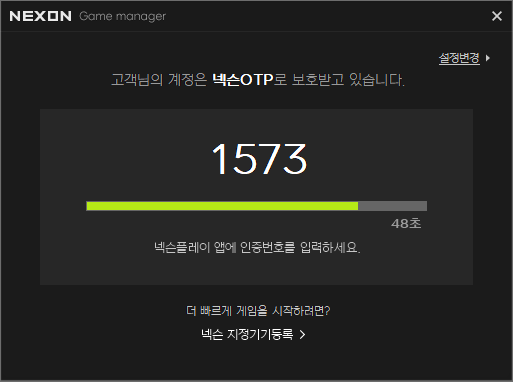 NEXON Game manager
설정변경
고객님의 계정은 넥슨OTP로 보호받고 있습니다.
1573
48초
넥슨플레이 앱에 인증번호를 입력하세요.
더 빠르게 게임을 시작하려면?
넥슨 지정기기등록